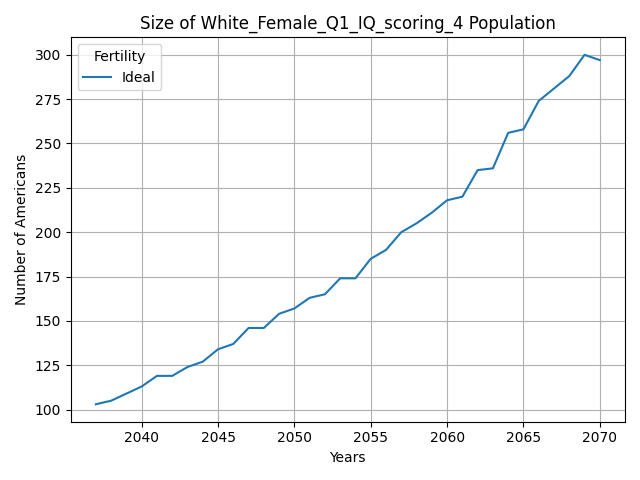 Size of White_Female_Q1_IQ_scoring_4 Population
Fertility
Ideal
Number of Americans
300
275
250
225
200
175
150
125
100
2040 2045 2050 2055 2060 2065 2070
Years